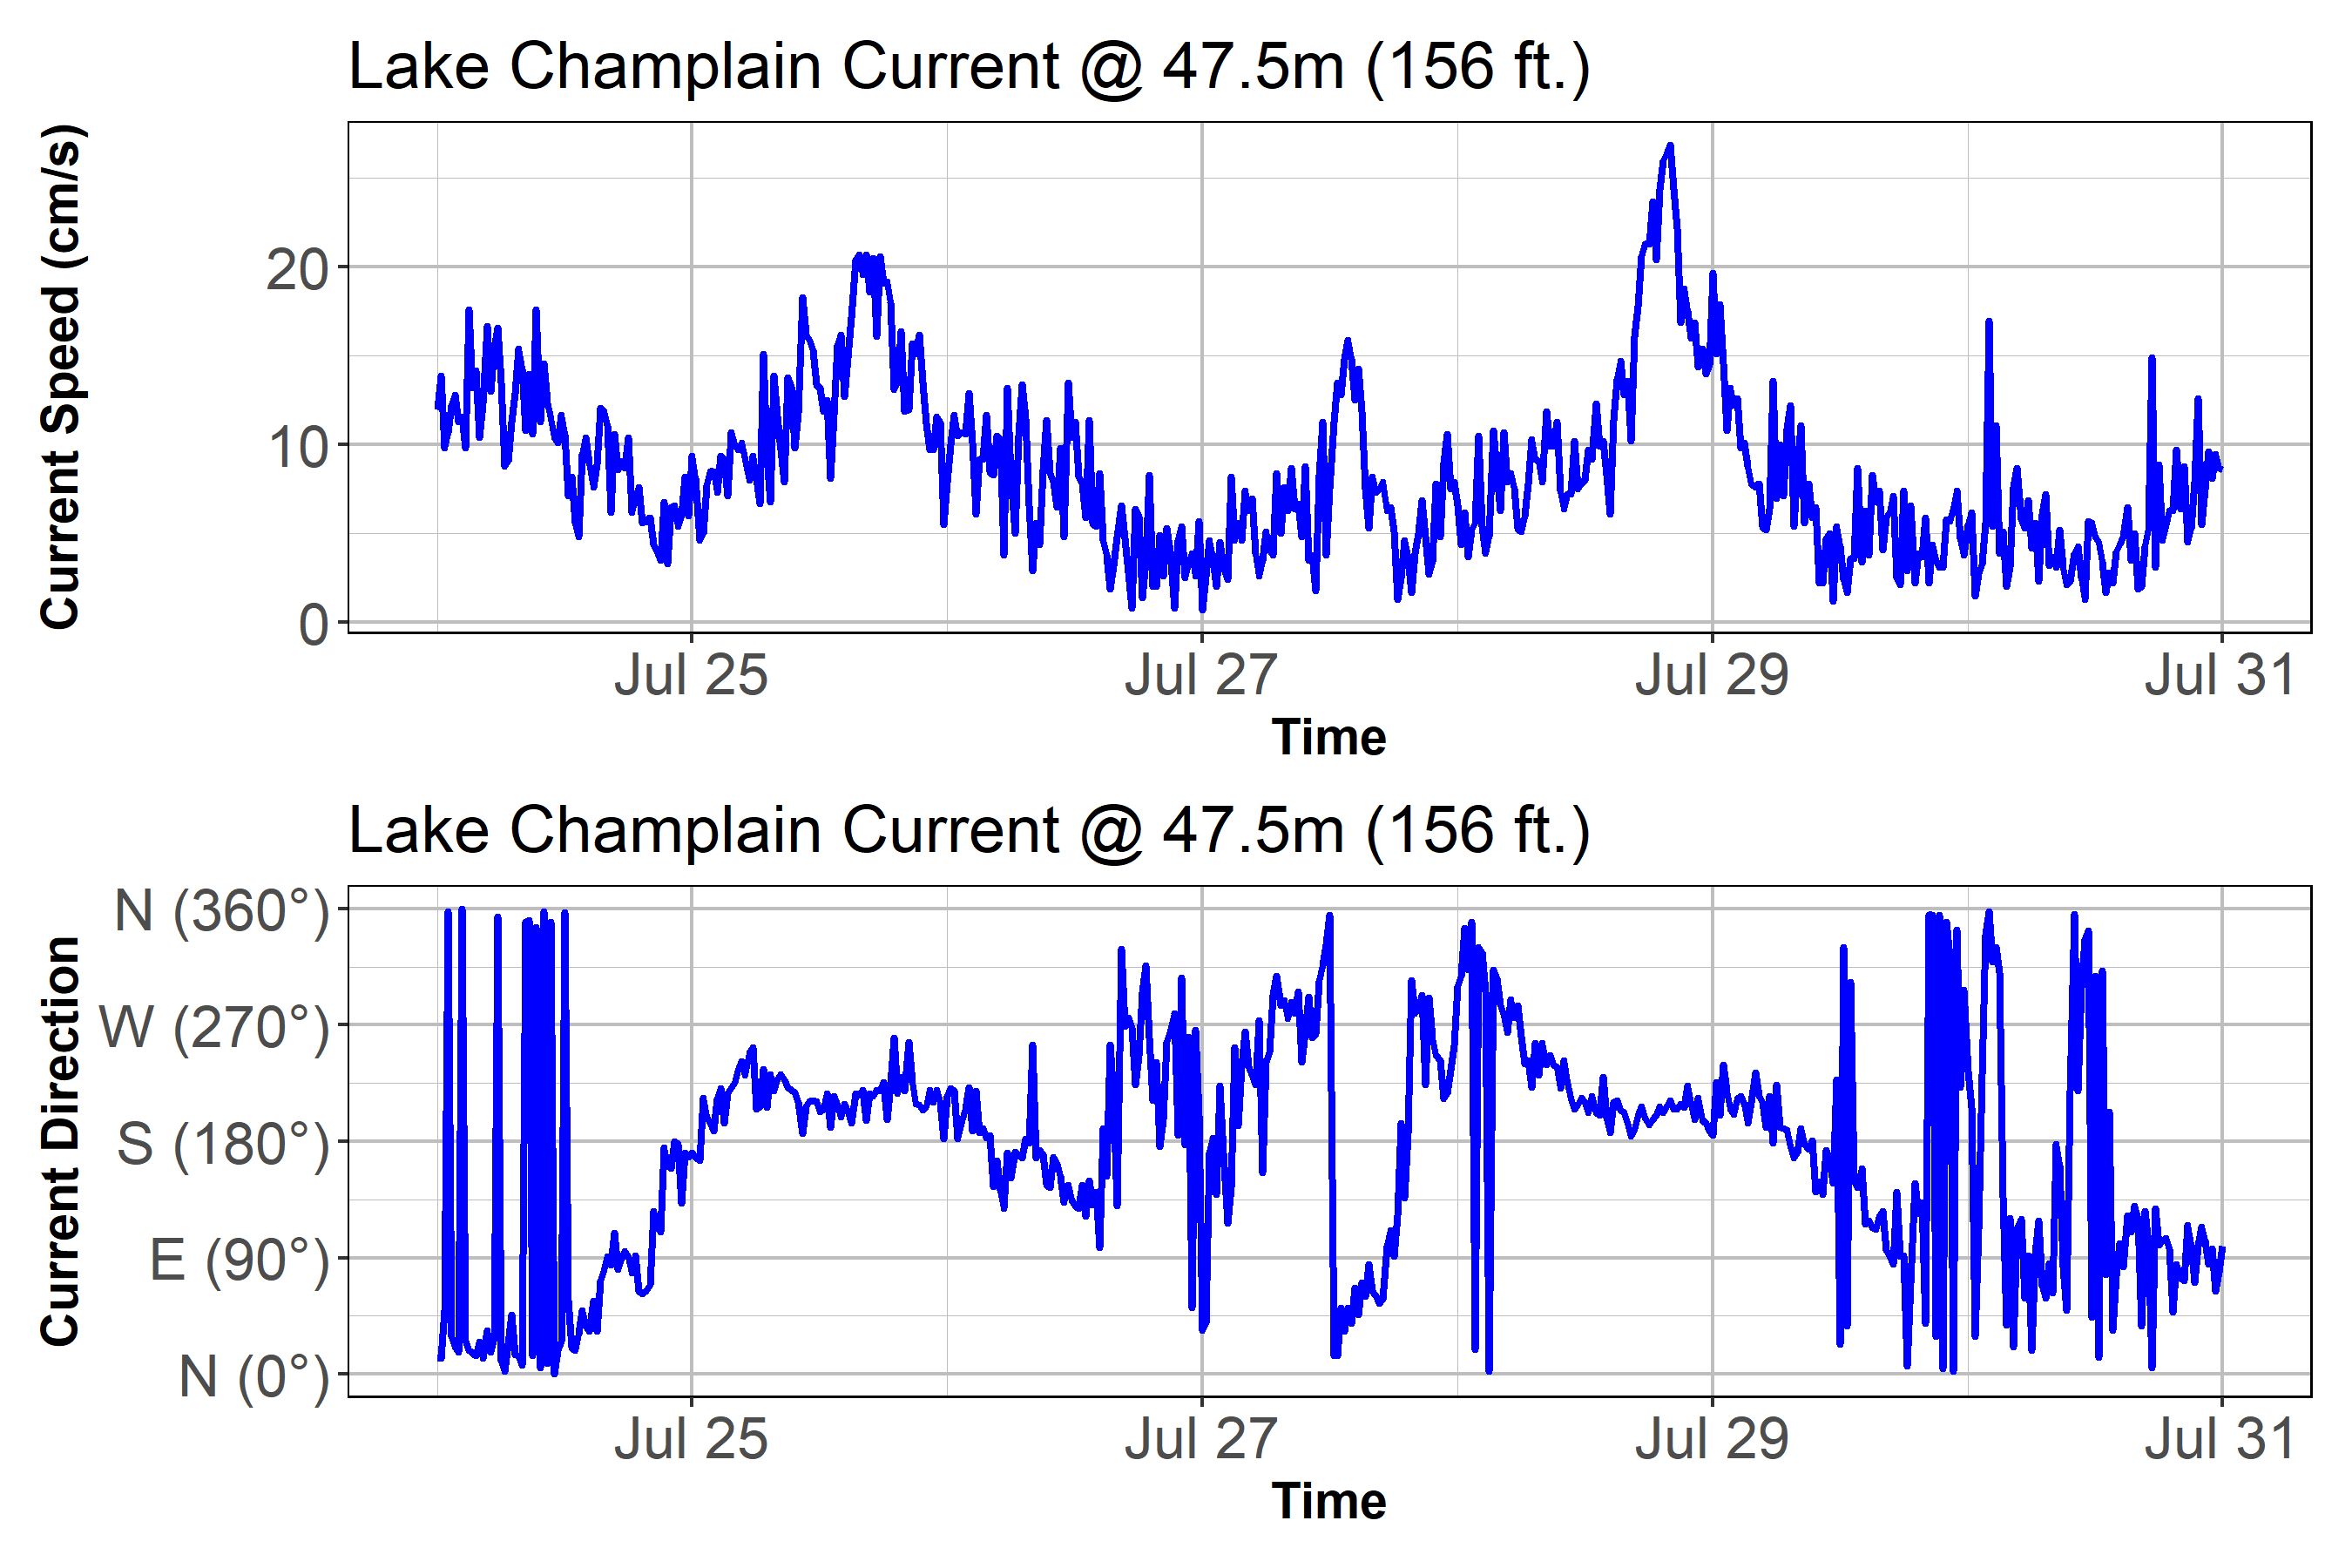 Lake Champlain Current @ 47.5m (156 ft.)
Current Speed (cm/s)
20
10
0
Jul 25 Jul 27 Jul 29 Jul 31
Time
Lake Champlain Current @ 47.5m (156 ft.)
Current Direction
N (360°)
W (270°)
S (180°)
E (90°)
N (0°)
Jul 25 Jul 27 Jul 29 Jul 31
Time